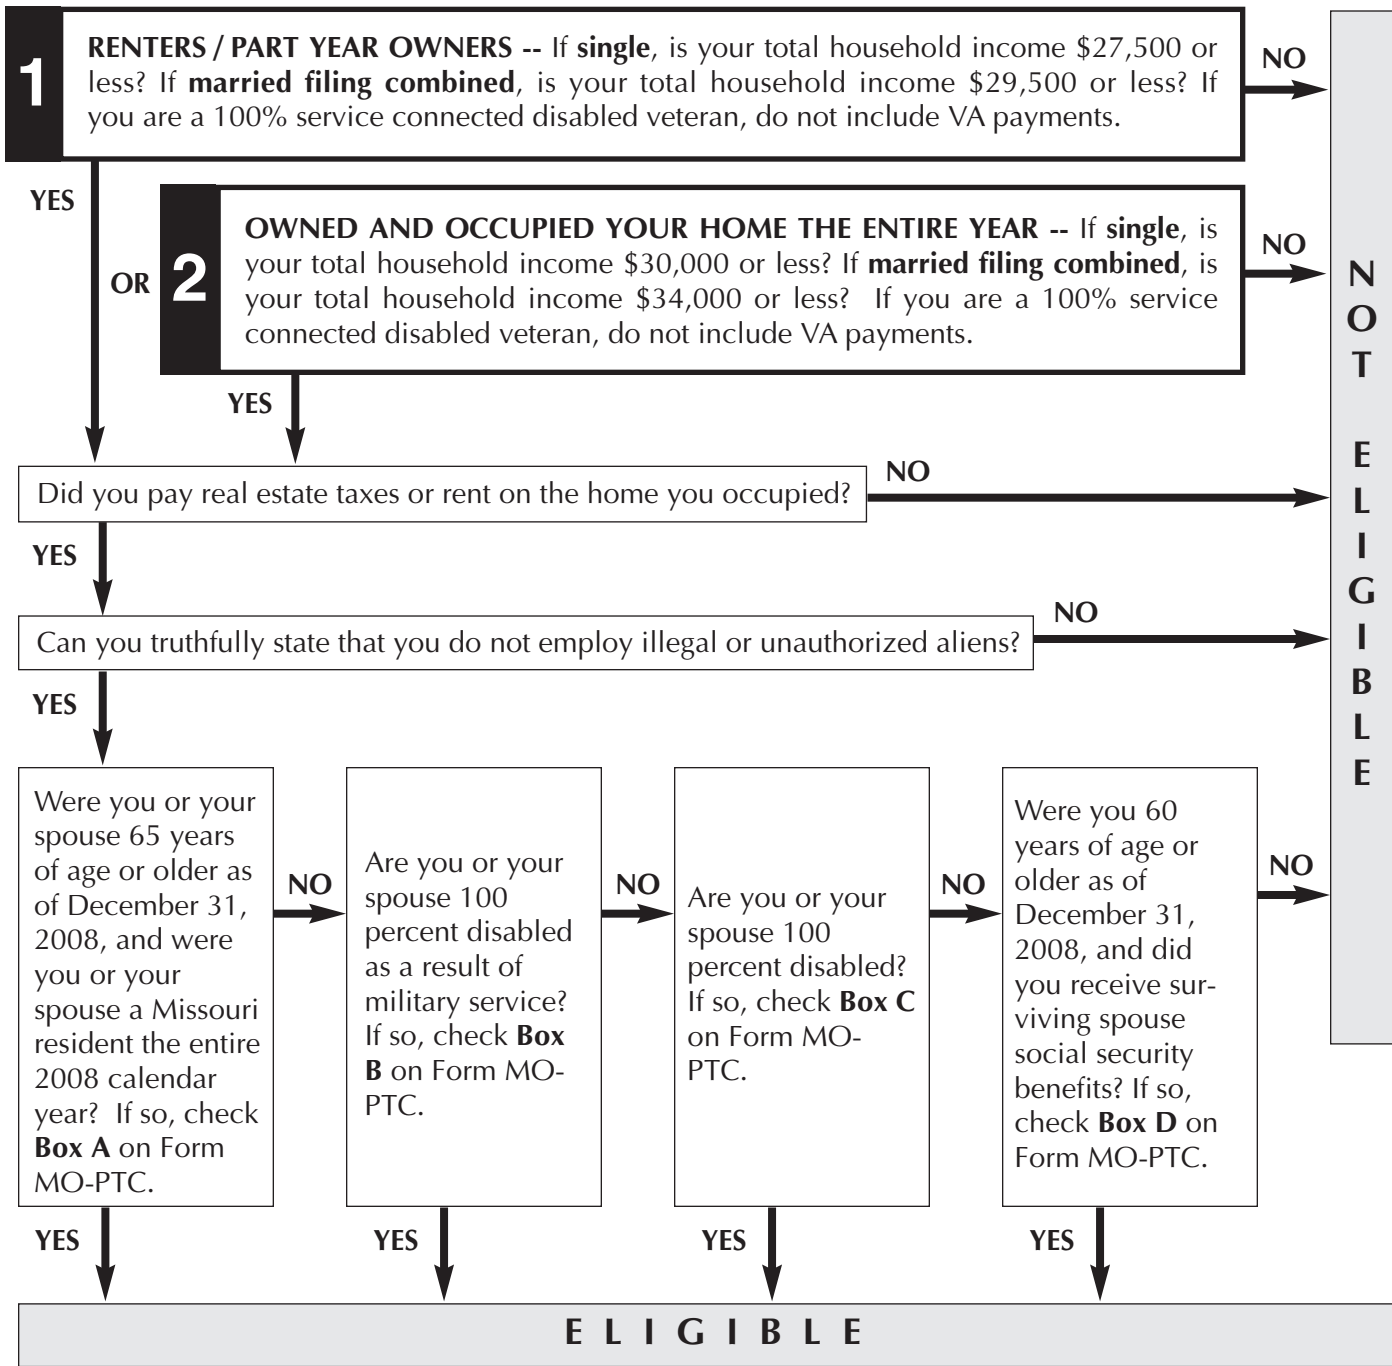 1
RENTERS / PART YEAR OWNERS -- If single, is your total household income $27,500 or
less? If married filing combined, is your total household income $29,500 or less? If
you are a 100% service connected disabled veteran, do not include VA payments.
NO
YES
OR
2
OWNED AND OCCUPIED YOUR HOME THE ENTIRE YEAR -- If single, is
your total household income $30,000 or less? If married filing combined, is
your total household income $34,000 or less? If you are a 100% service
connected disabled veteran, do not include VA payments.
NO
YES
Did you pay real estate taxes or rent on the home you occupied?
NO
YES
Can you truthfully state that you do not employ illegal or unauthorized aliens?
NO
YES
Were you or your
spouse 65 years
of age or older as
of December 31,
2008, and were
you or your
spouse a Missouri
resident the entire
2008 calendar
year? If so, check
Box A on Form
MO-PTC.
NO
YES
Are you or your
spouse 100
percent disabled
as a result of
military service?
If so, check Box
B on Form MO-
PTC.
NO
YES
Are you or your
spouse 100
percent disabled?
If so, check Box C
on Form MO-
PTC.
NO
YES
Were you 60
years of age or
older as of
December 31,
2008, and did
you receive sur-
viving spouse
social security
benefits? If so,
check Box D on
Form MO-PTC.
NO
YES
NOT ELIGIBLE
ELIGIBLE